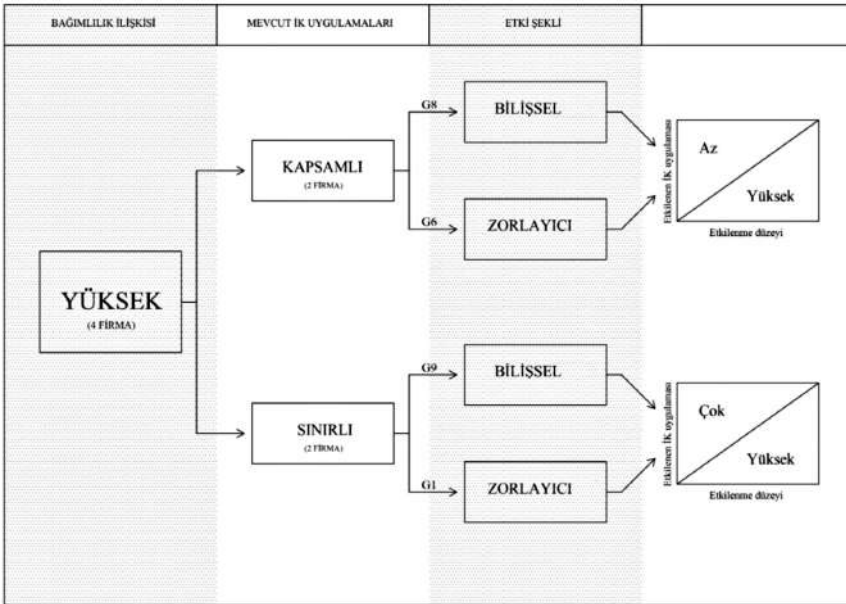 BAĞIMLILIK İLİŞKİSİ
MEVCUT İK UYGULAMALARI
ETKİ ŞEKLİ
YÜKSEK
(4 FİRMA)
KAPSAMLI
(2 FİRMA)
G8
BİLİŞSEL
G6
ZORLAYICI
Etkilenen İK uygulaması
Az
Yüksek
Etkilenme düzeyi
SINIRLI
(2 FİRMA)
G9
BİLİŞSEL
G1
ZORLAYICI
Etkilenen İK uygulaması
Çok
Yüksek
Etkilenme düzeyi